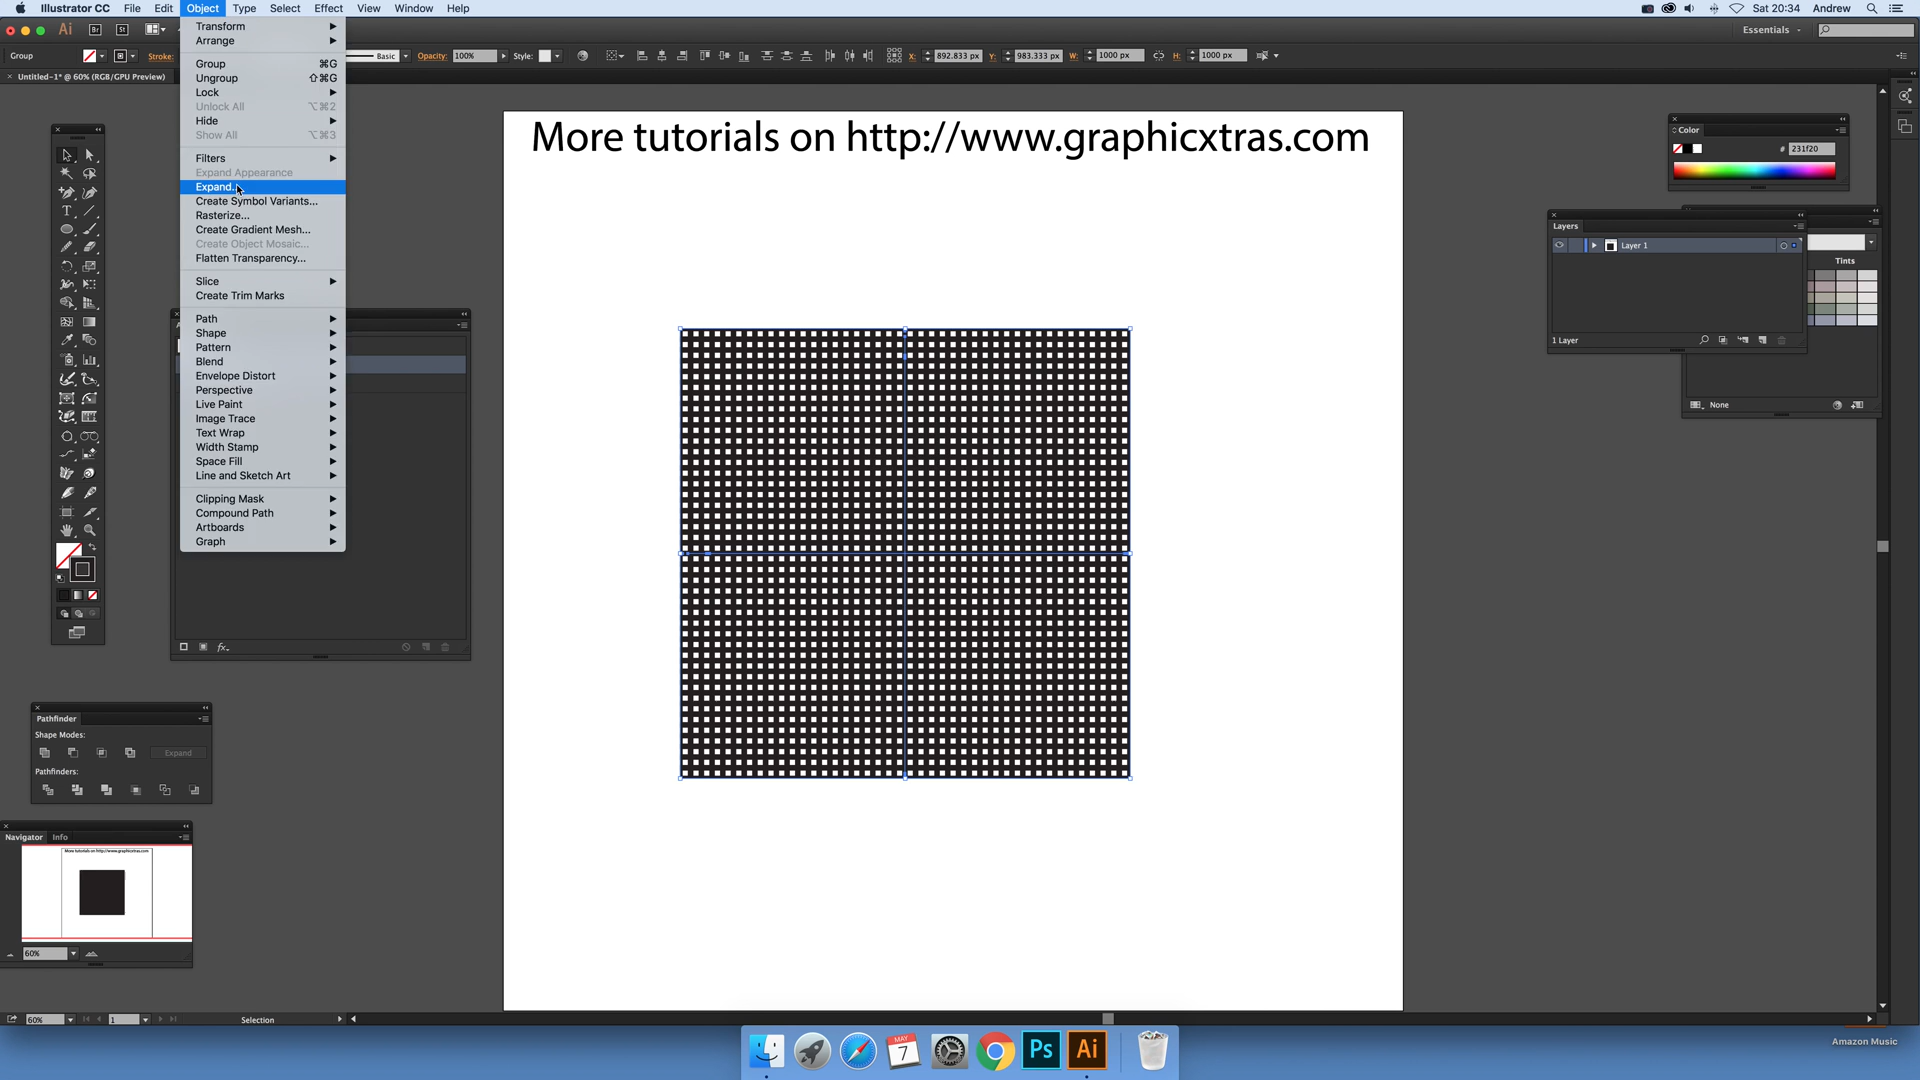 Illustrator CC File Edit Object Type Select Effect View Window Help
Sat 20:34 Andrew
Ai Br St
Essentials
Group Stroke: Basic Opacity: 100% Style: X: 892.833 px Y: 983.333 px W: 1000 px H: 1000 px
× Untitled-1* @ 60% (RGB/GPU Preview)
Transform
Arrange
Group ⌘G
Ungroup ⇧⌘G
Lock
Unlock All ⌥⌘2
Hide
Show All ⌥⌘3
Filters
Expand Appearance
Expand...
Create Symbol Variants...
Rasterize...
Create Gradient Mesh...
Create Object Mosaic...
Flatten Transparency...
Slice
Create Trim Marks
Path
Shape
Pattern
Blend
Envelope Distort
Perspective
Live Paint
Image Trace
Text Wrap
Width Stamp
Space Fill
Line and Sketch Art
Clipping Mask
Compound Path
Artboards
Graph
More tutorials on http://www.graphicxtras.com
Color
# 231f20
Layers
Layer 1
1 Layer
Tints
None
fx.
Pathfinder
Shape Modes:
Expand
Pathfinders:
Navigator Info
More tutorials on http://www.graphicxtras.com
60%
60% 1 Selection
MAY
7
Ps Ai
Amazon Music